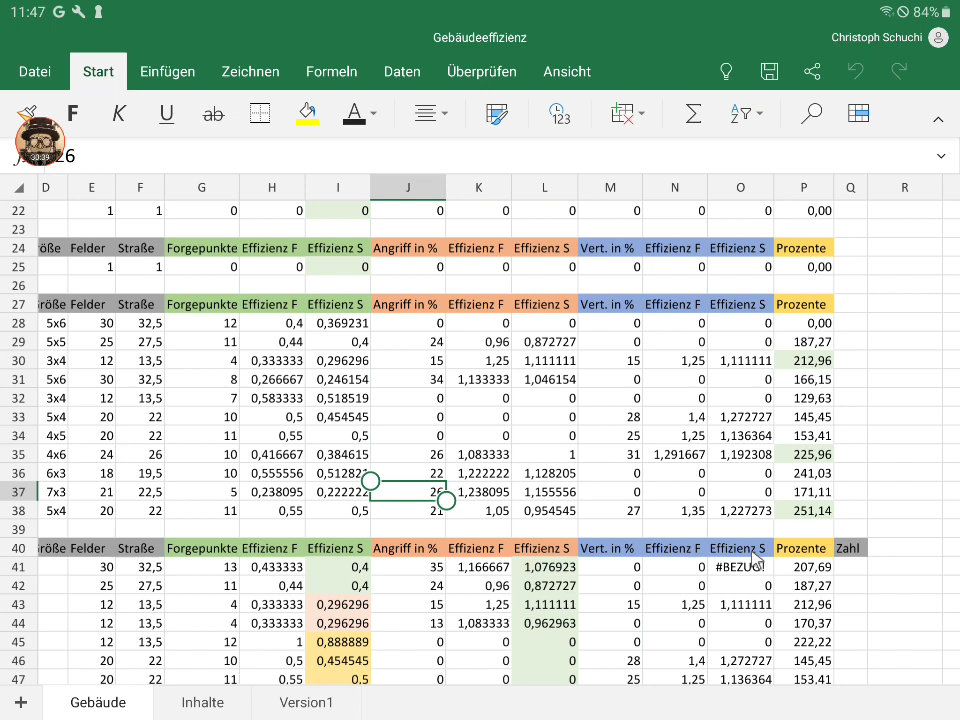 11:47 G 84%
Gebäudeeffizienz Christoph Schuchi
Datei Start Einfügen Zeichnen Formeln Daten Überprüfen Ansicht
F K U ab A 123
30:39 26
D E F G H I J K L M N O P Q R
22 1 1 0 0 0 0 0 0 0 0 0 0,00
23
24 öße Felder Straße Forgepunkte Effizienz F Effizienz S Angriff in % Effizienz F Effizienz S Vert. in % Effizienz F Effizienz S Prozente
25 1 1 0 0 0 0 0 0 0 0 0 0,00
26
27 röße Felder Straße Forgepunkte Effizienz F Effizienz S Angriff in % Effizienz F Effizienz S Vert. in % Effizienz F Effizienz S Prozente
28 5x6 30 32,5 12 0,4 0,369231 0 0 0 0 0 0 0,00
29 5x5 25 27,5 11 0,44 0,4 24 0,96 0,872727 0 0 0 187,27
30 3x4 12 13,5 4 0,333333 0,296296 15 1,25 1,111111 15 1,25 1,111111 212,96
31 5x6 30 32,5 8 0,266667 0,246154 34 1,133333 1,046154 0 0 0 166,15
32 3x4 12 13,5 7 0,583333 0,518519 0 0 0 0 0 0 129,63
33 5x4 20 22 10 0,5 0,454545 0 0 0 28 1,4 1,272727 145,45
34 4x5 20 22 11 0,55 0,5 0 0 0 25 1,25 1,136364 153,41
35 4x6 24 26 10 0,416667 0,384615 26 1,083333 1 31 1,291667 1,192308 225,96
36 6x3 18 19,5 10 0,555556 0,512821 22 1,222222 1,128205 0 0 0 241,03
37 7x3 21 22,5 5 0,238095 0,222222 26 1,238095 1,155556 0 0 0 171,11
38 5x4 20 22 11 0,55 0,5 21 1,05 0,954545 27 1,35 1,227273 251,14
39
40 röße Felder Straße Forgepunkte Effizienz F Effizienz S Angriff in % Effizienz F Effizienz S Vert. in % Effizienz F Effizienz S Prozente Zahl
41 30 32,5 13 0,433333 0,4 35 1,166667 1,076923 0 0 #BEZUG! 207,69
42 25 27,5 11 0,44 0,4 24 0,96 0,872727 0 0 0 187,27
43 12 13,5 4 0,333333 0,296296 15 1,25 1,111111 15 1,25 1,111111 212,96
44 12 13,5 4 0,333333 0,296296 13 1,083333 0,962963 0 0 0 170,37
45 12 13,5 12 1 0,888889 0 0 0 0 0 0 222,22
46 20 22 10 0,5 0,454545 0 0 0 28 1,4 1,272727 145,45
47 20 22 11 0,55 0,5 0 0 0 25 1,25 1,136364 153,41
+ Gebäude Inhalte Version1